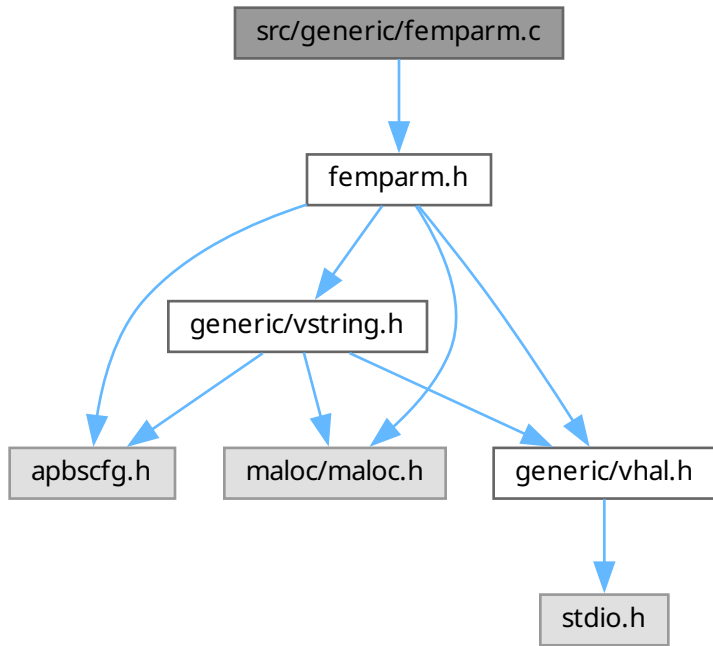 src/generic/femparm.c
femparm.h
generic/vstring.h
apbscfg.h
maloc/maloc.h
generic/vhal.h
stdio.h